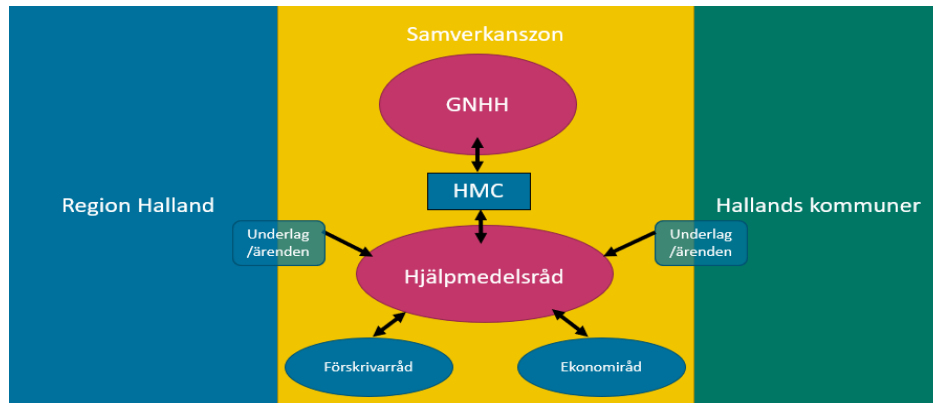 Samverkanszon
GNHH
HMC
Region Halland
Hallands kommuner
Underlag
/ärenden
Underlag
/ärenden
Hjälpmedelsråd
Förskrivarråd
Ekonomiråd